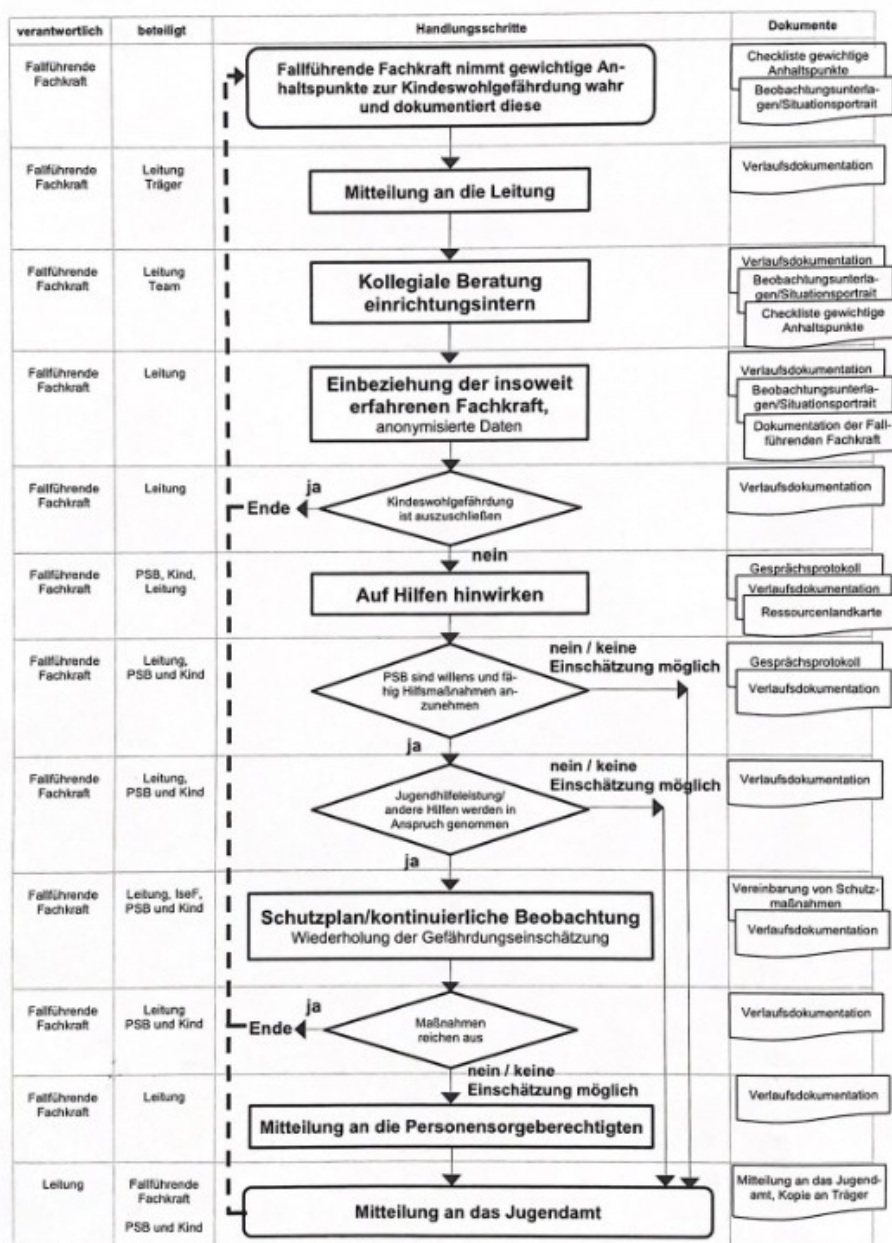 verantwortlich
beteiligt
Handlungsschritte
Dokumente
Fallführende
Fachkraft
Fallführende Fachkraft nimmt gewichtige An-
haltspunkte zur Kindeswohlgefährdung wahr
und dokumentiert diese
Checkliste gewichtige
Anhaltspunkte
Beobachtungsunterla-
gen/Situationsportrait
Fallführende
Fachkraft
Leitung
Träger
Mitteilung an die Leitung
Verlaufsdokumentation
Fallführende
Fachkraft
Leitung
Team
Kollegiale Beratung
einrichtungsintern
Verlaufsdokumentation
Beobachtungsunterla-
gen/Situationsportrait
Checkliste gewichtige
Anhaltspunkte
Fallführende
Fachkraft
Leitung
Einbeziehung der insoweit
erfahrenen Fachkraft,
anonymisierte Daten
Verlaufsdokumentation
Beobachtungsunterla-
gen/Situationsportrait
Dokumentation der Fall-
führenden Fachkraft
Fallführende
Fachkraft
Leitung
Ende
ja
Kindeswohlgefährdung
ist auszuschließen
nein
Verlaufsdokumentation
Fallführende
Fachkraft
PSB, Kind,
Leitung
Auf Hilfen hinwirken
Gesprächsprotokoll
Verlaufsdokumentation
Ressourcenlandkarte
Fallführende
Fachkraft
Leitung,
PSB und Kind
PSB sind willens und fä-
hig Hilfsmaßnahmen an-
zunehmen
nein / keine
Einschätzung möglich
ja
Gesprächsprotokoll
Verlaufsdokumentation
Fallführende
Fachkraft
Leitung,
PSB und Kind
Jugendhilfeleistung/
andere Hilfen werden in
Anspruch genommen
nein / keine
Einschätzung möglich
ja
Verlaufsdokumentation
Fallführende
Fachkraft
Leitung, IseF,
PSB und Kind
Schutzplan/kontinuierliche Beobachtung
Wiederholung der Gefährdungseinschätzung
Vereinbarung von Schutz-
maßnahmen
Verlaufsdokumentation
Fallführende
Fachkraft
Leitung
PSB und Kind
Ende
ja
Maßnahmen
reichen aus
nein / keine
Einschätzung möglich
Verlaufsdokumentation
Fallführende
Fachkraft
Leitung
Mitteilung an die Personensorgeberechtigten
Verlaufsdokumentation
Leitung
Fallführende
Fachkraft
PSB und Kind
Mitteilung an das Jugendamt
Mitteilung an das Jugend-
amt, Kopie an Träger